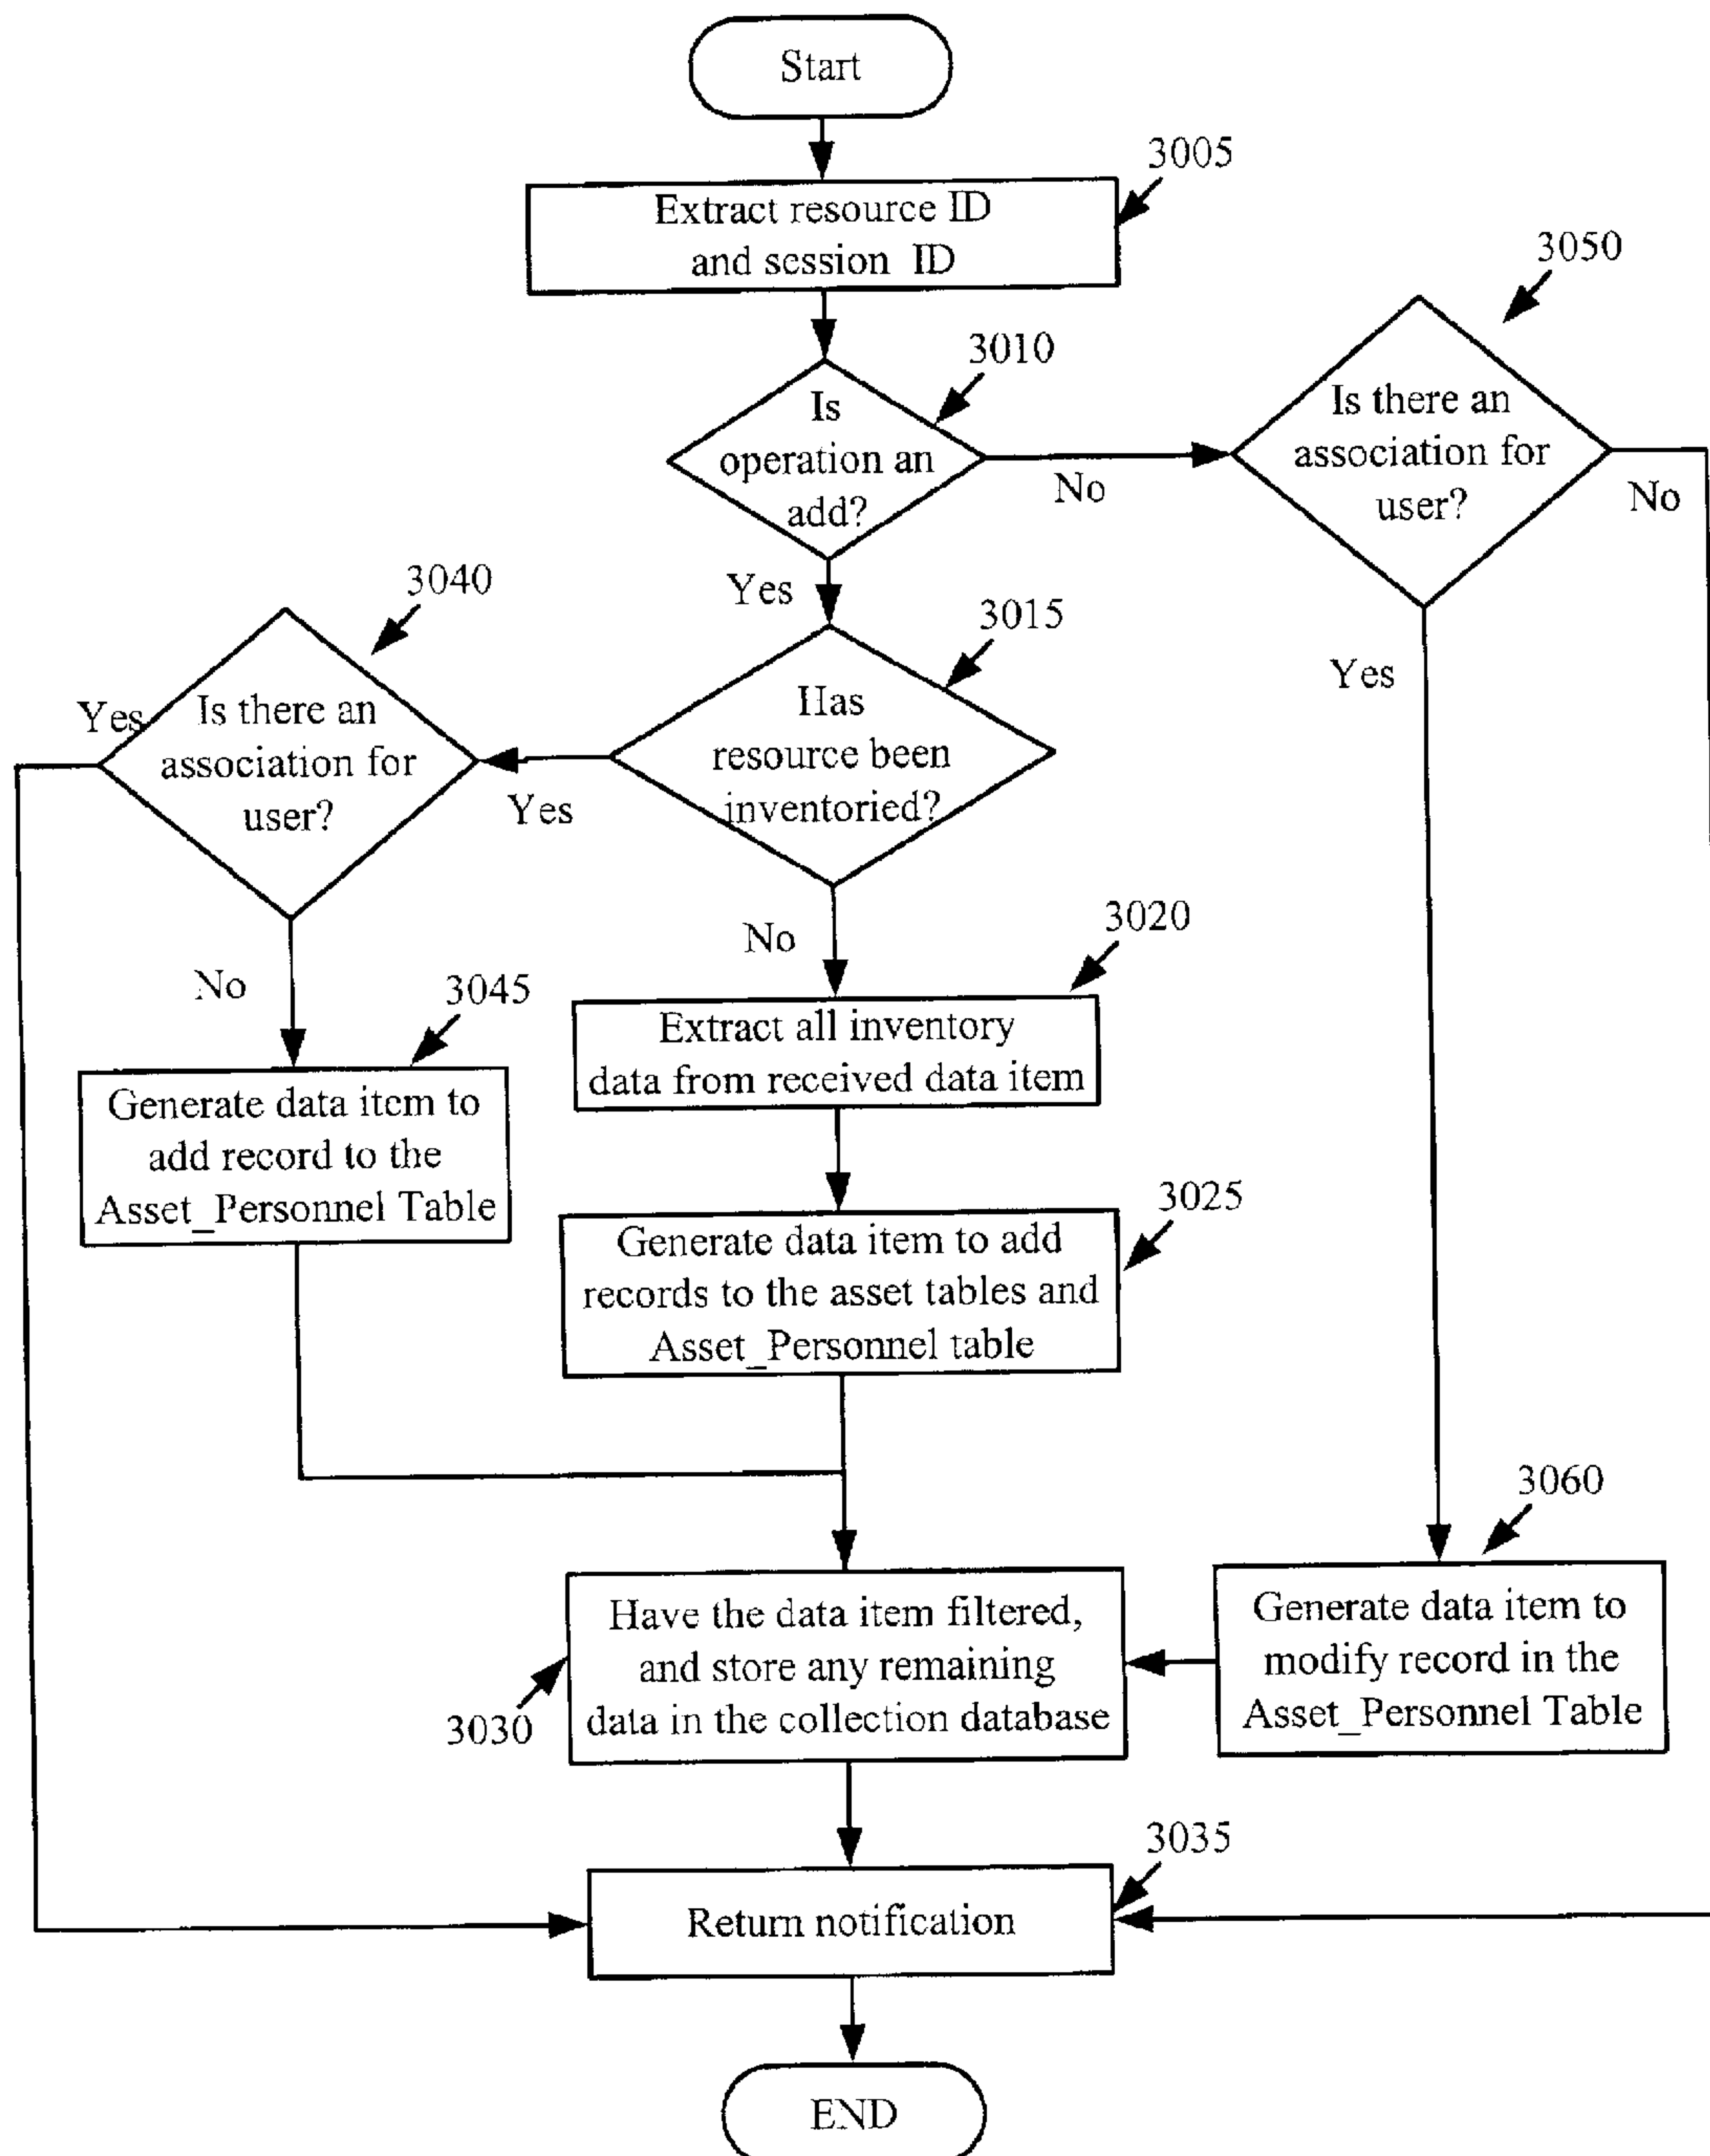 Start
3005
Extract resource ID
and session ID
3050
3010
Is
operation an
add?
No
Is there an
association for
user?
No
Yes
3040
3015
Yes
Has
resource been
inventoried?
Yes
Is there an
association for
user?
Yes
No
3020
No
3045
Extract all inventory
data from received data item
Generate data item to
add record to the
Asset_Personnel Table
3025
Generate data item to add
records to the asset tables and
Asset_Personnel table
3060
Have the data item filtered,
and store any remaining
data in the collection database
3030
Generate data item to
modify record in the
Asset_Personnel Table
3035
Return notification
END